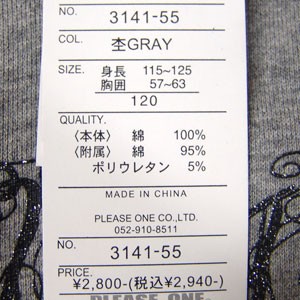 NO. 3141-55
COL. 杢GRAY
SIZE. 身長 115~125
胸囲 57~63
120
QUALITY.
〈本体〉 綿 100%
〈附属〉 綿 95%
ポリウレタン 5%
MADE IN CHINA
PLEASE ONE CO.,LTD.
052-910-8511
NO. 3141-55
PRICE.
¥2,800-(税込¥2,940-)
PLEASE ONE.